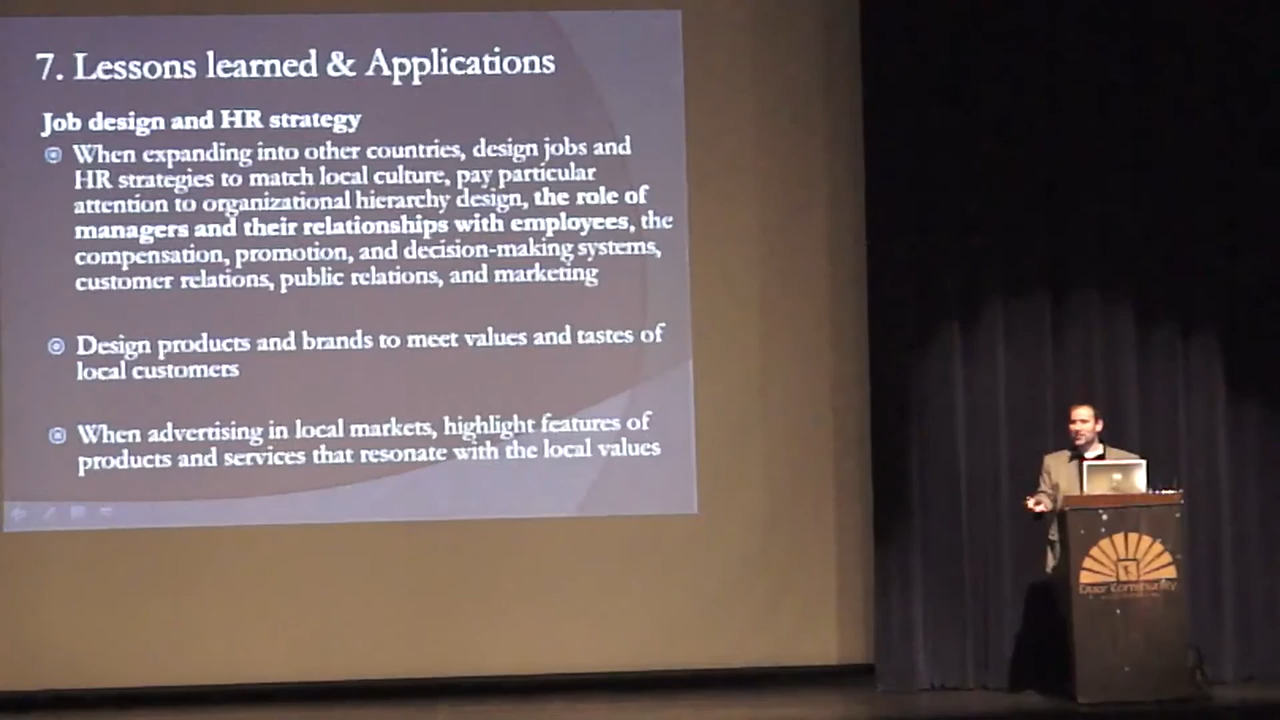 7. Lessons learned & Applications
Job design and HR strategy
When expanding into other countries, design jobs and
HR strategies to match local culture, pay particular
attention to organizational hierarchy design, the role of
managers and their relationships with employees, the
compensation, promotion, and decision-making systems,
customer relations, public relations, and marketing
Design products and brands to meet values and tastes of
local customers
When advertising in local markets, highlight features of
products and services that resonate with the local values
Community